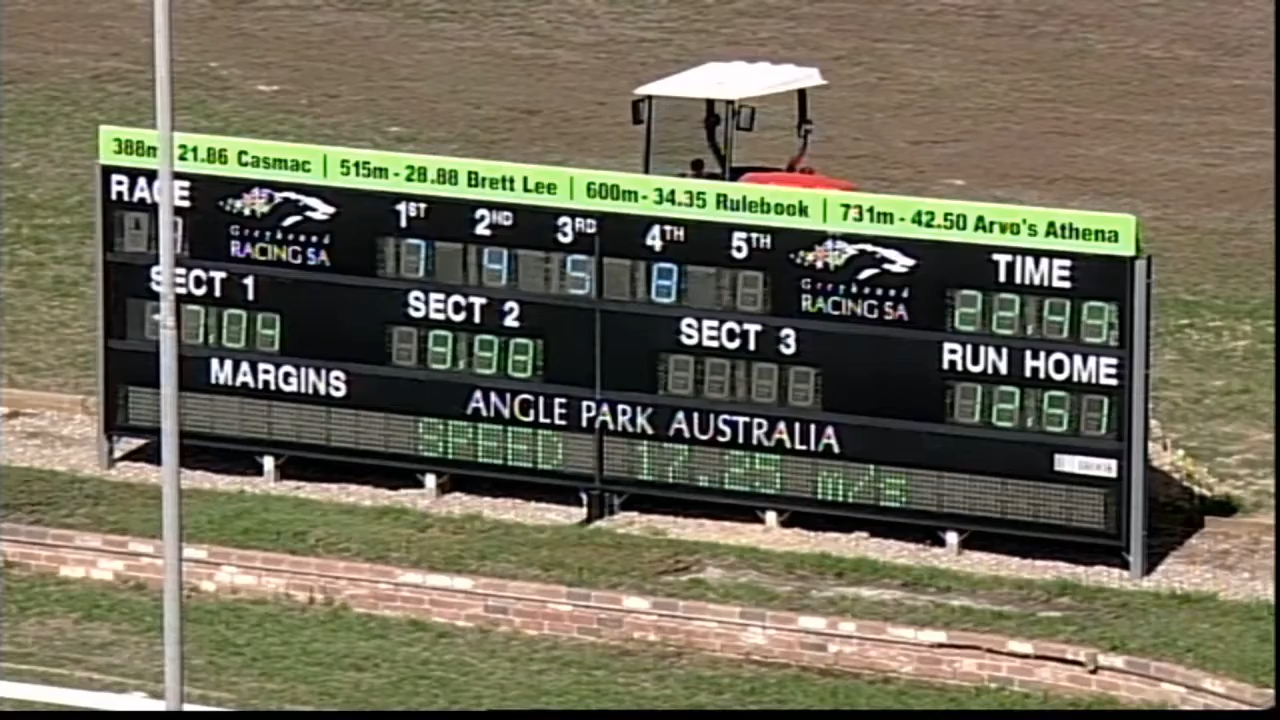 388m 21.86 Casmac | 515m - 28.88 Brett Lee | 600m - 34.35 Rulebook | 731m - 42.50 Arvo's Athena
RACE
Greyhound
RACING SA
1ST 2ND 3RD 4TH 5TH
4 5 8
Greyhound
RACING SA
TIME
22.49
SECT 1
7.04
SECT 2
9.98
SECT 3
RUN HOME
12.51
MARGINS
ANGLE PARK AUSTRALIA
SPEED 17.25 m/s